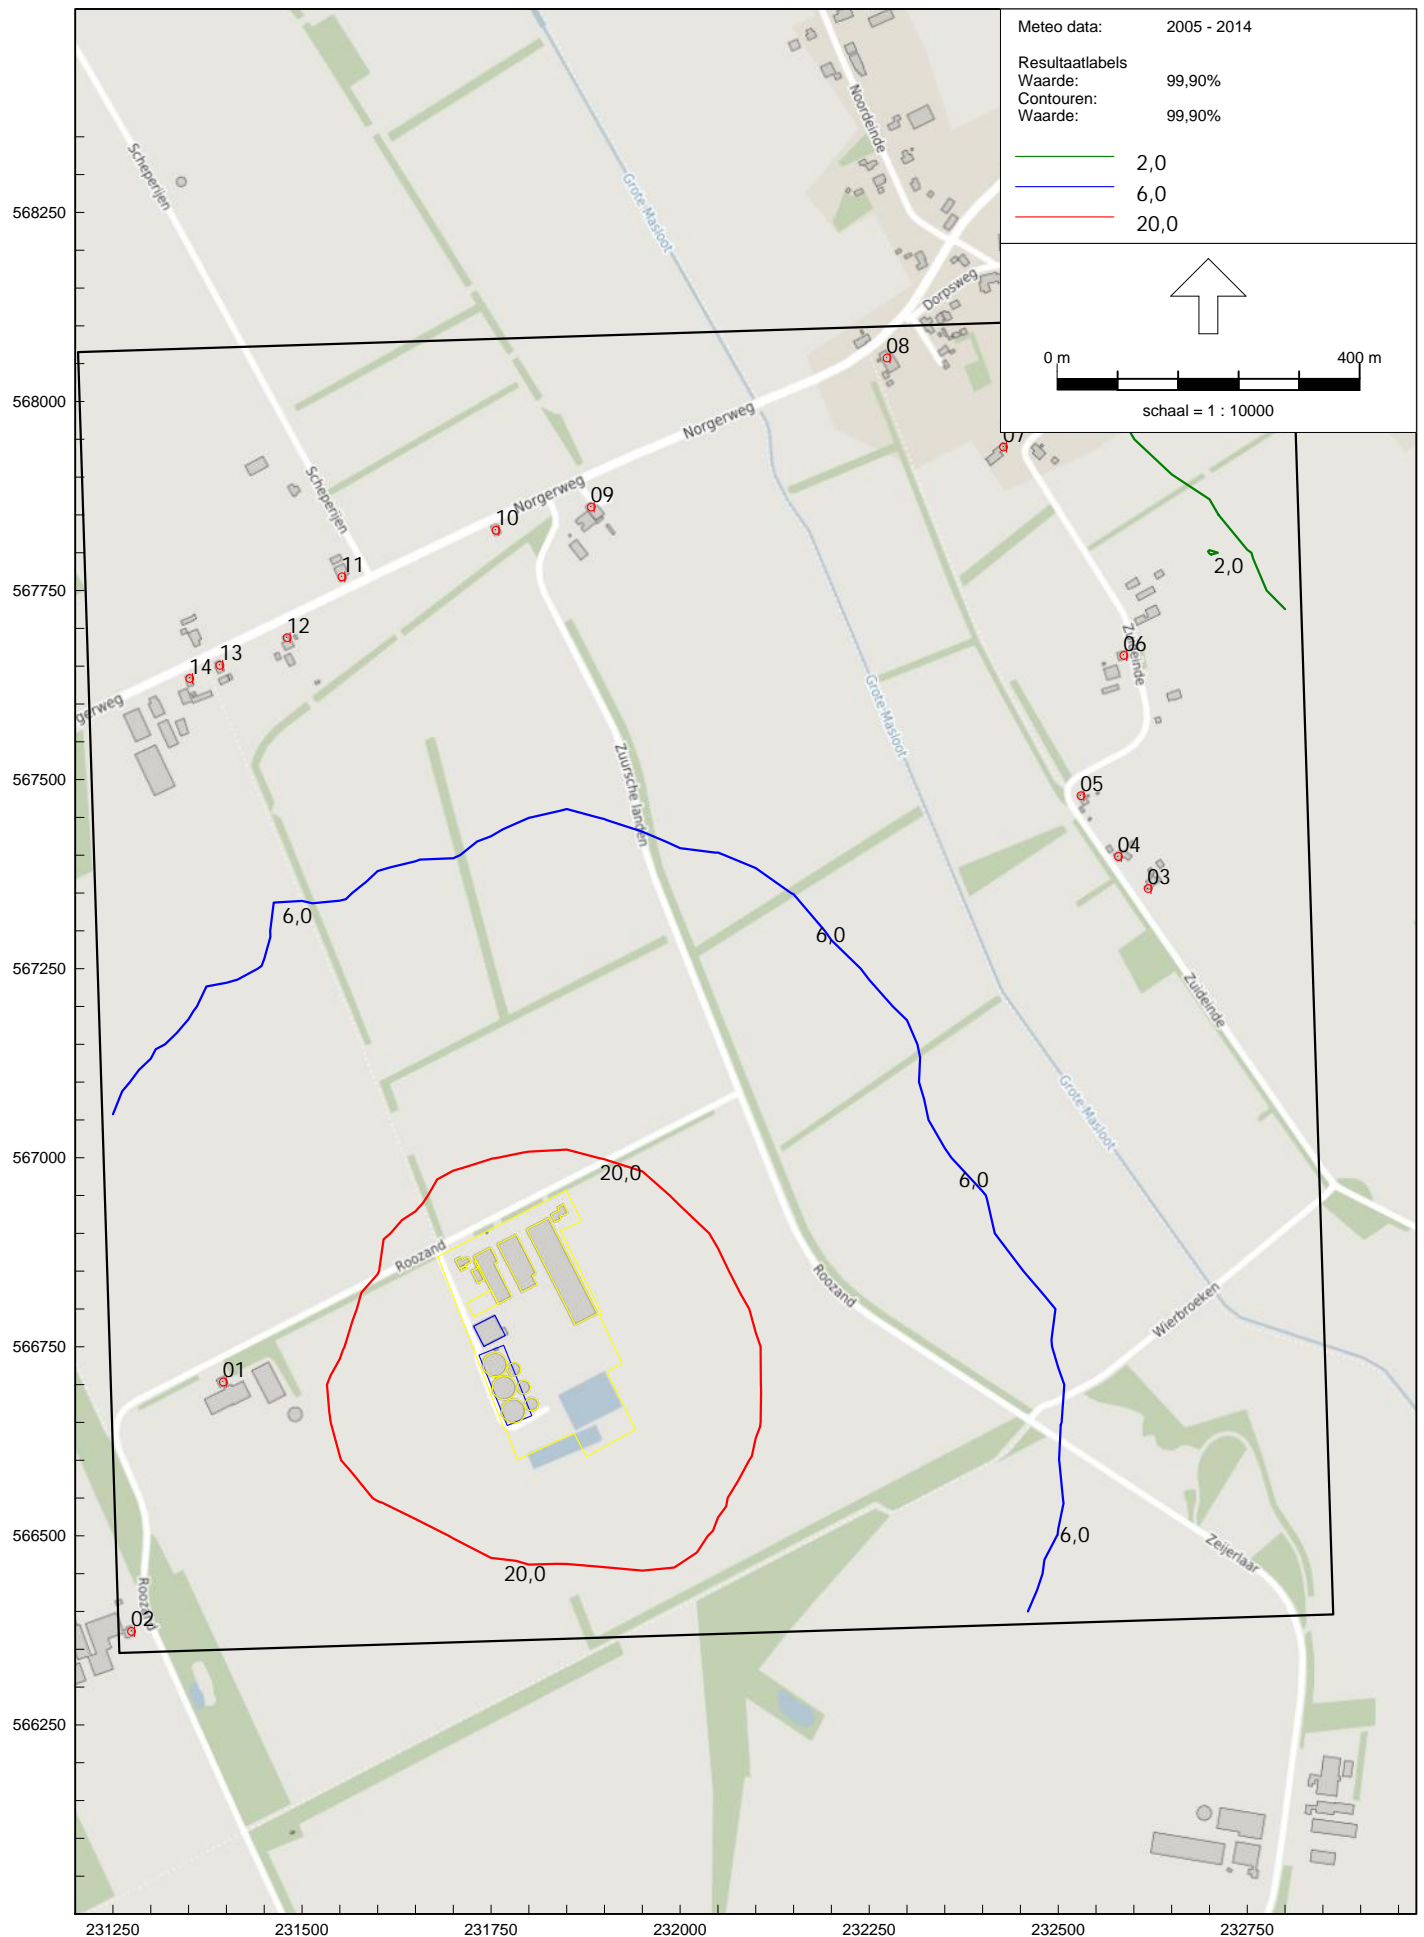 Meteo data: 2005 - 2014
Resultaatlabels
Waarde: 99,90%
Contouren:
Waarde: 99,90%
2,0
6,0
20,0
0 m 400 m
schaal = 1 : 10000
Noordeinde
Scheperijen
Grote Masloot
568250
Dorpsweg
08
568000
Norgerweg
07
Scheperijen
Norgerweg
09
10
11
2,0
567750
12
13
14
06
Zuideinde
gerweg
Grote Masloot
Zuursche landen
567500
05
04
03
6,0
6,0
567250
Zuideinde
Grote Masloot
567000
20,0
6,0
Roozand
Roozand
Wierbroeken
566750
01
566500
6,0
Zeijerlaar
20,0
Roozand
02
566250
231250 231500 231750 232000 232250 232500 232750